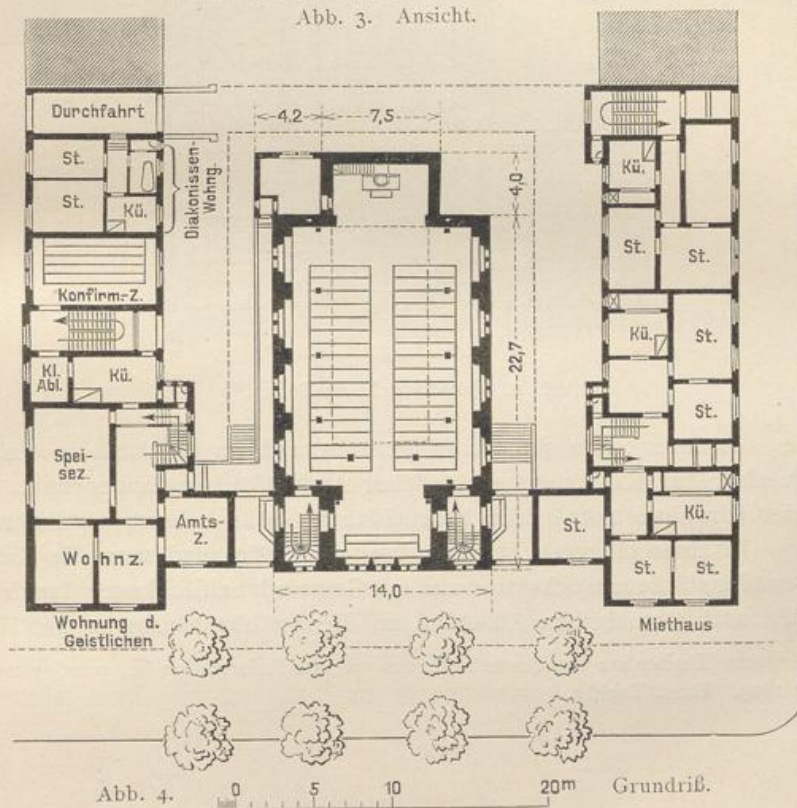 Abb. 3. Ansicht.
Durchfahrt
4,2
7,5
St.
St.
Kü.
Diakonissen-
Wohng.
4,0
Kü.
St.
St.
Konfirm.-Z.
22,7
Kl.
Abl.
Kü.
Kü.
St.
St.
Spei-
sez.
Amts-
Z.
St.
Kü.
Wohnz.
St.
St.
14,0
Wohnung d.
Geistlichen
Miethaus
Abb. 4.
0 5 10 20m
Grundriß.